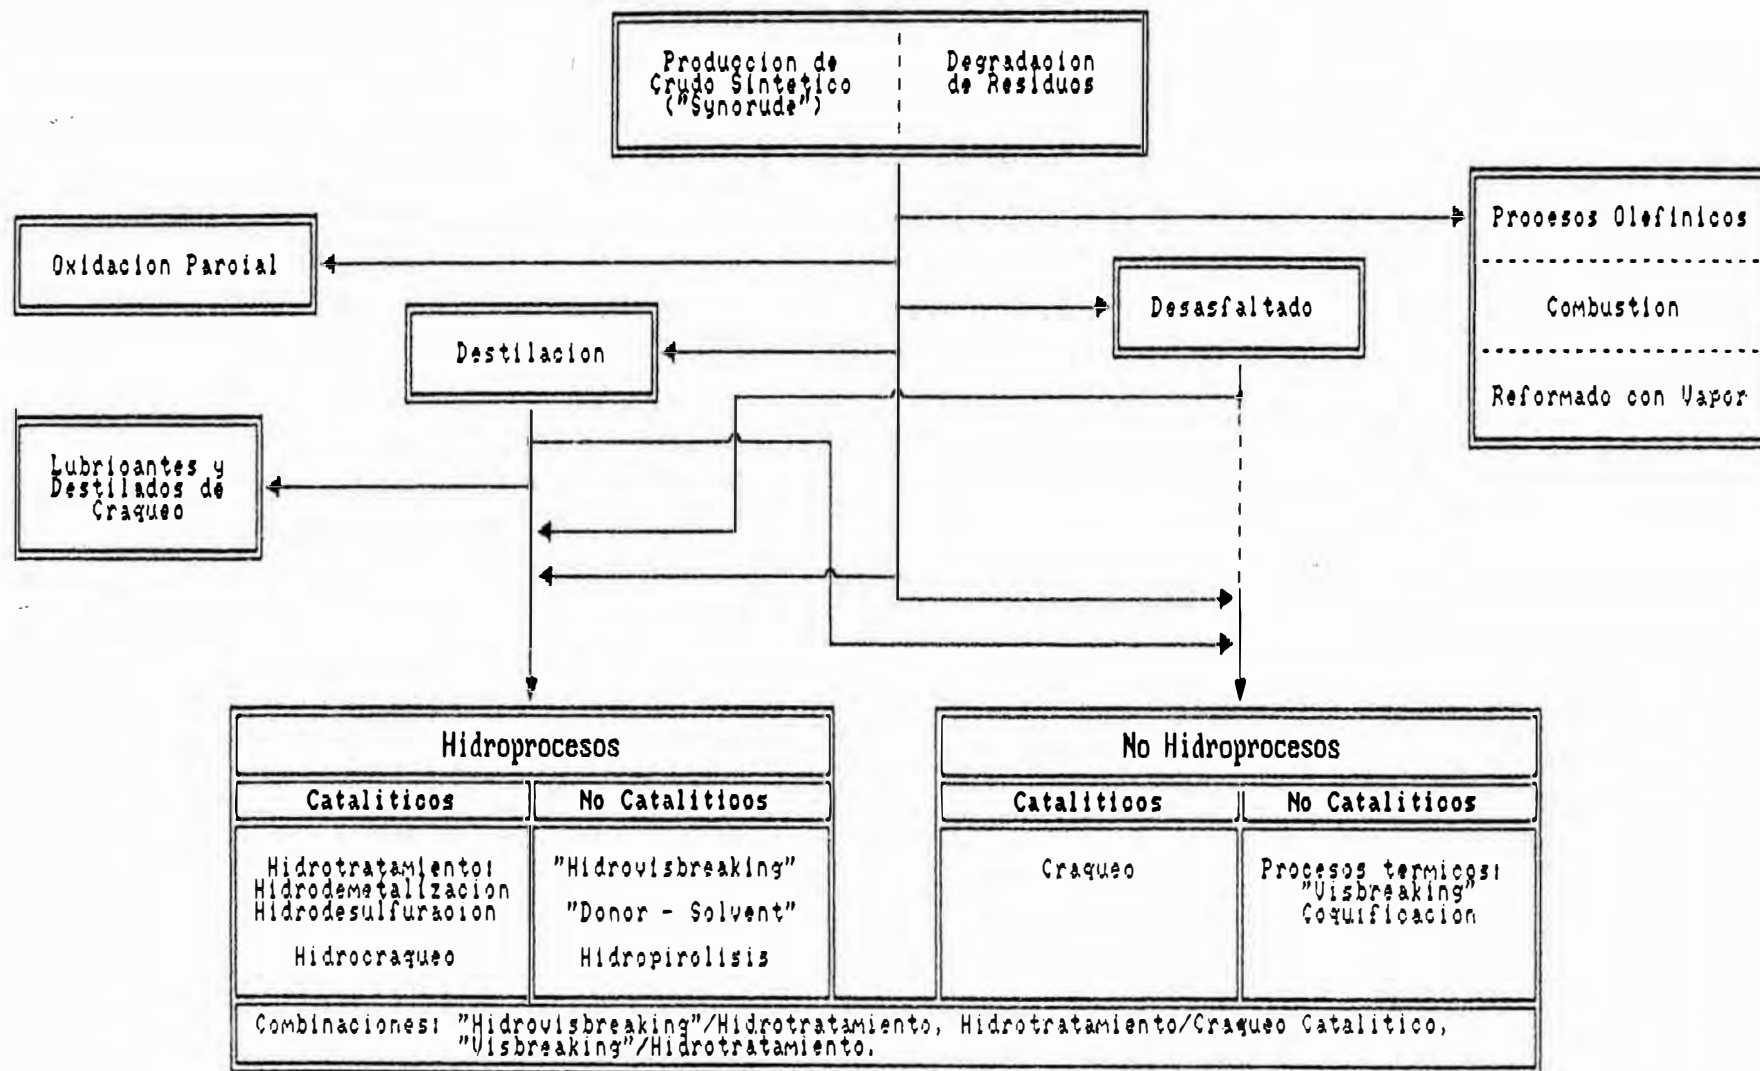 Produccion de
Crudo Sintetico
("Syncrude")
Degradacion
de Residuos
Procesos Olefinicos
Oxidacion Parcial
Combustion
Desasfaltado
Destilacion
Reformado con Vapor
Lubricantes y
Destilados de
Craqueo
Hidroprocesos
No Hidroprocesos
Cataliticos
No Cataliticos
Cataliticos
No Cataliticos
Hidrotratamiento:
Hidrodemetalizacion
Hidrodesulfuracion
Hidrocraqueo
"Hidrovisbreaking"
"Donor - Solvent"
Hidropirolisis
Craqueo
Procesos termicos:
"Visbreaking"
Coquificacion
Combinaciones: "Hidrovisbreaking"/Hidrotratamiento, Hidrotratamiento/Craqueo Catalitico,
"Visbreaking"/Hidrotratamiento.